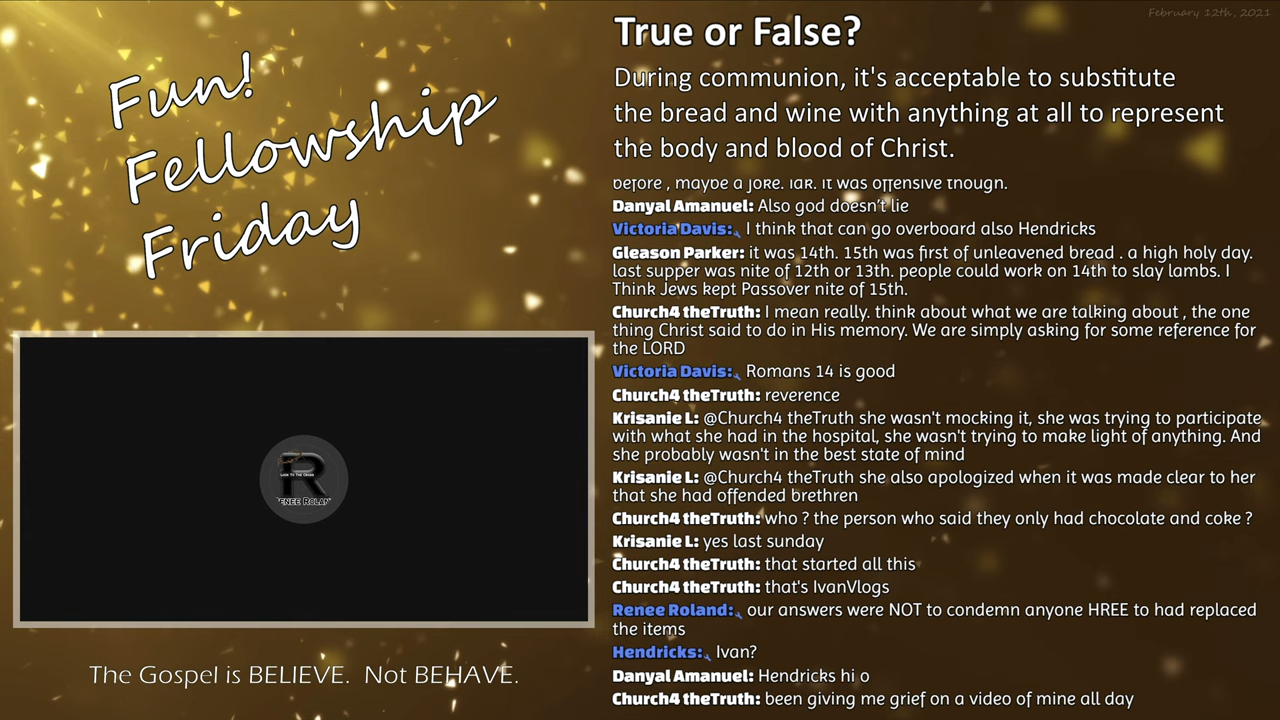 February 12th, 2021
Fun!
Fellowship
Friday
True or False?
During communion, it's acceptable to substitute
the bread and wine with anything at all to represent
the body and blood of Christ.
before , maybe a joke. idk. it was offensive though.
Danyal Amanuel: Also god doesn't lie
Victoria Davis: I think that can go overboard also Hendricks
Gleason Parker: it was 14th. 15th was first of unleavened bread . a high holy day.
last supper was nite of 12th or 13th. people could work on 14th to slay lambs. I
Think Jews kept Passover nite of 15th.
Church4 theTruth: I mean really. think about what we are talking about , the one
thing Christ said to do in His memory. We are simply asking for some reference for
the LORD
Victoria Davis: Romans 14 is good
Church4 theTruth: reverence
Krisanie L: @Church4 theTruth she wasn't mocking it, she was trying to participate
with what she had in the hospital, she wasn't trying to make light of anything. And
she probably wasn't in the best state of mind
Krisanie L: @Church4 theTruth she also apologized when it was made clear to her
that she had offended brethren
Church4 theTruth: who ? the person who said they only had chocolate and coke ?
Krisanie L: yes last sunday
Church4 theTruth: that started all this
Church4 theTruth: that's IvanVlogs
Renee Roland: our answers were NOT to condemn anyone HREE to had replaced
the items
Hendricks: Ivan?
Danyal Amanuel: Hendricks hi o
Church4 theTruth: been giving me grief on a video of mine all day
R
LOOK TO THE CROSS
RENEE ROLAN
The Gospel is BELIEVE. Not BEHAVE.